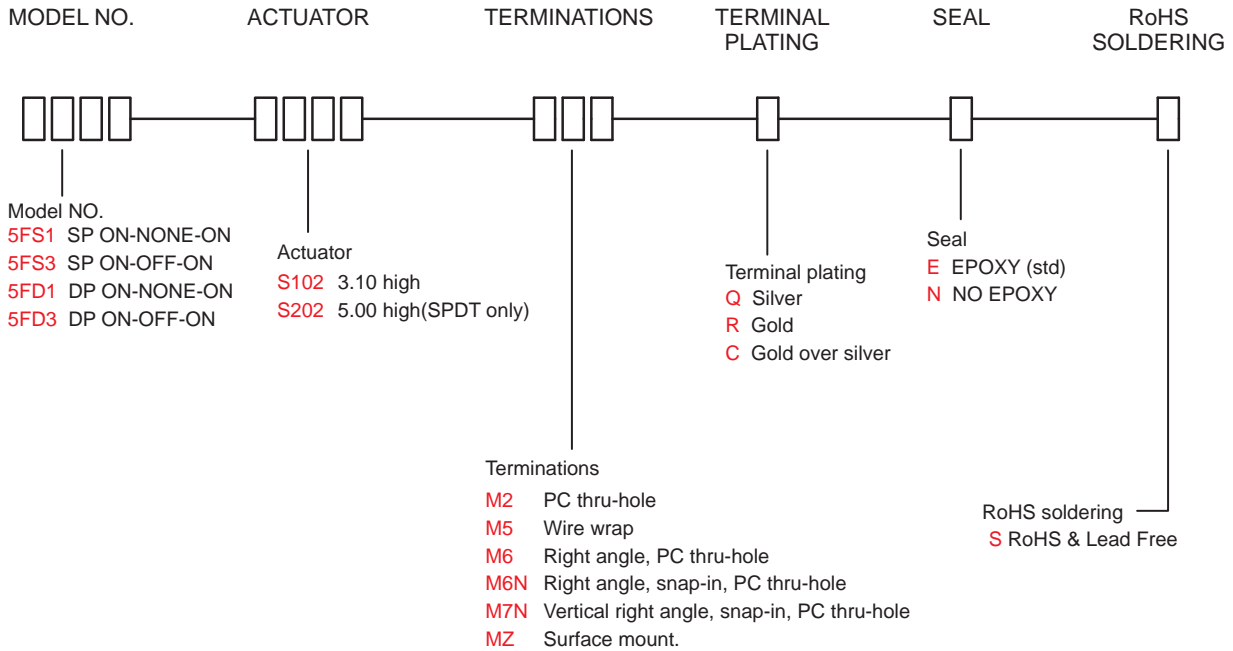 MODEL NO.
ACTUATOR
TERMINATIONS
TERMINAL
PLATING
SEAL
RoHS
SOLDERING
Model NO.
5FS1 SP ON-NONE-ON
5FS3 SP ON-OFF-ON
5FD1 DP ON-NONE-ON
5FD3 DP ON-OFF-ON
Actuator
S102 3.10 high
S202 5.00 high(SPDT only)
Terminations
M2 PC thru-hole
M5 Wire wrap
M6 Right angle, PC thru-hole
M6N Right angle, snap-in, PC thru-hole
M7N Vertical right angle, snap-in, PC thru-hole
MZ Surface mount.
Terminal plating
Q Silver
R Gold
C Gold over silver
Seal
E EPOXY (std)
N NO EPOXY
RoHS soldering
S RoHS & Lead Free